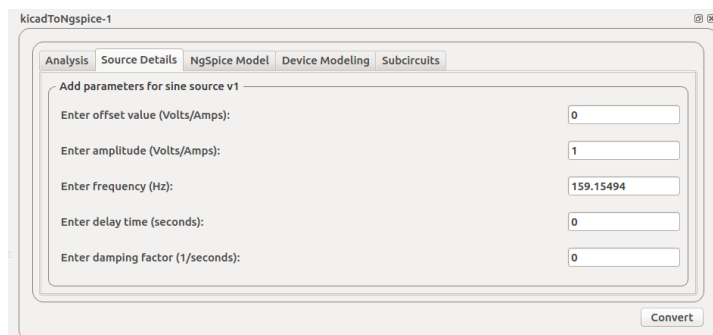 kicadToNgspice-1
Analysis Source Details NgSpice Model Device Modeling Subcircuits
Add parameters for sine source v1
Enter offset value (Volts/Amps): 0
Enter amplitude (Volts/Amps): 1
Enter frequency (Hz): 159.15494
Enter delay time (seconds): 0
Enter damping factor (1/seconds): 0
Convert